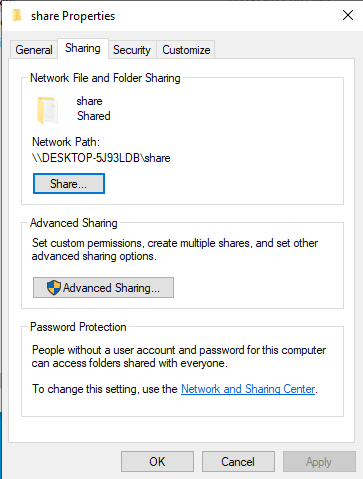 share Properties
General Sharing Security Customize
Network File and Folder Sharing
share
Shared
Network Path:
\\DESKTOP-5J93LDB\share
Share...
Advanced Sharing
Set custom permissions, create multiple shares, and set other
advanced sharing options.
Advanced Sharing...
Password Protection
People without a user account and password for this computer
can access folders shared with everyone.
To change this setting, use the Network and Sharing Center.
OK Cancel Apply